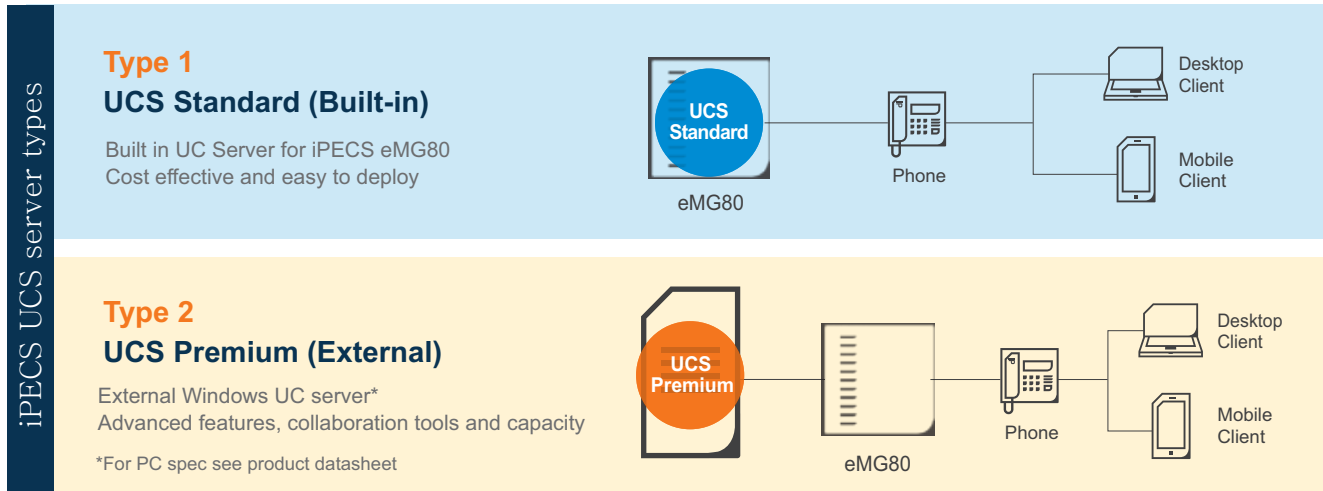 iPECS UCS server types
Type 1
UCS Standard (Built-in)
Built in UC Server for iPECS eMG80
Cost effective and easy to deploy
UCS
Standard
eMG80
Phone
Desktop
Client
Mobile
Client
Type 2
UCS Premium (External)
External Windows UC server*
Advanced features, collaboration tools and capacity
*For PC spec see product datasheet
UCS
Premium
eMG80
Phone
Desktop
Client
Mobile
Client